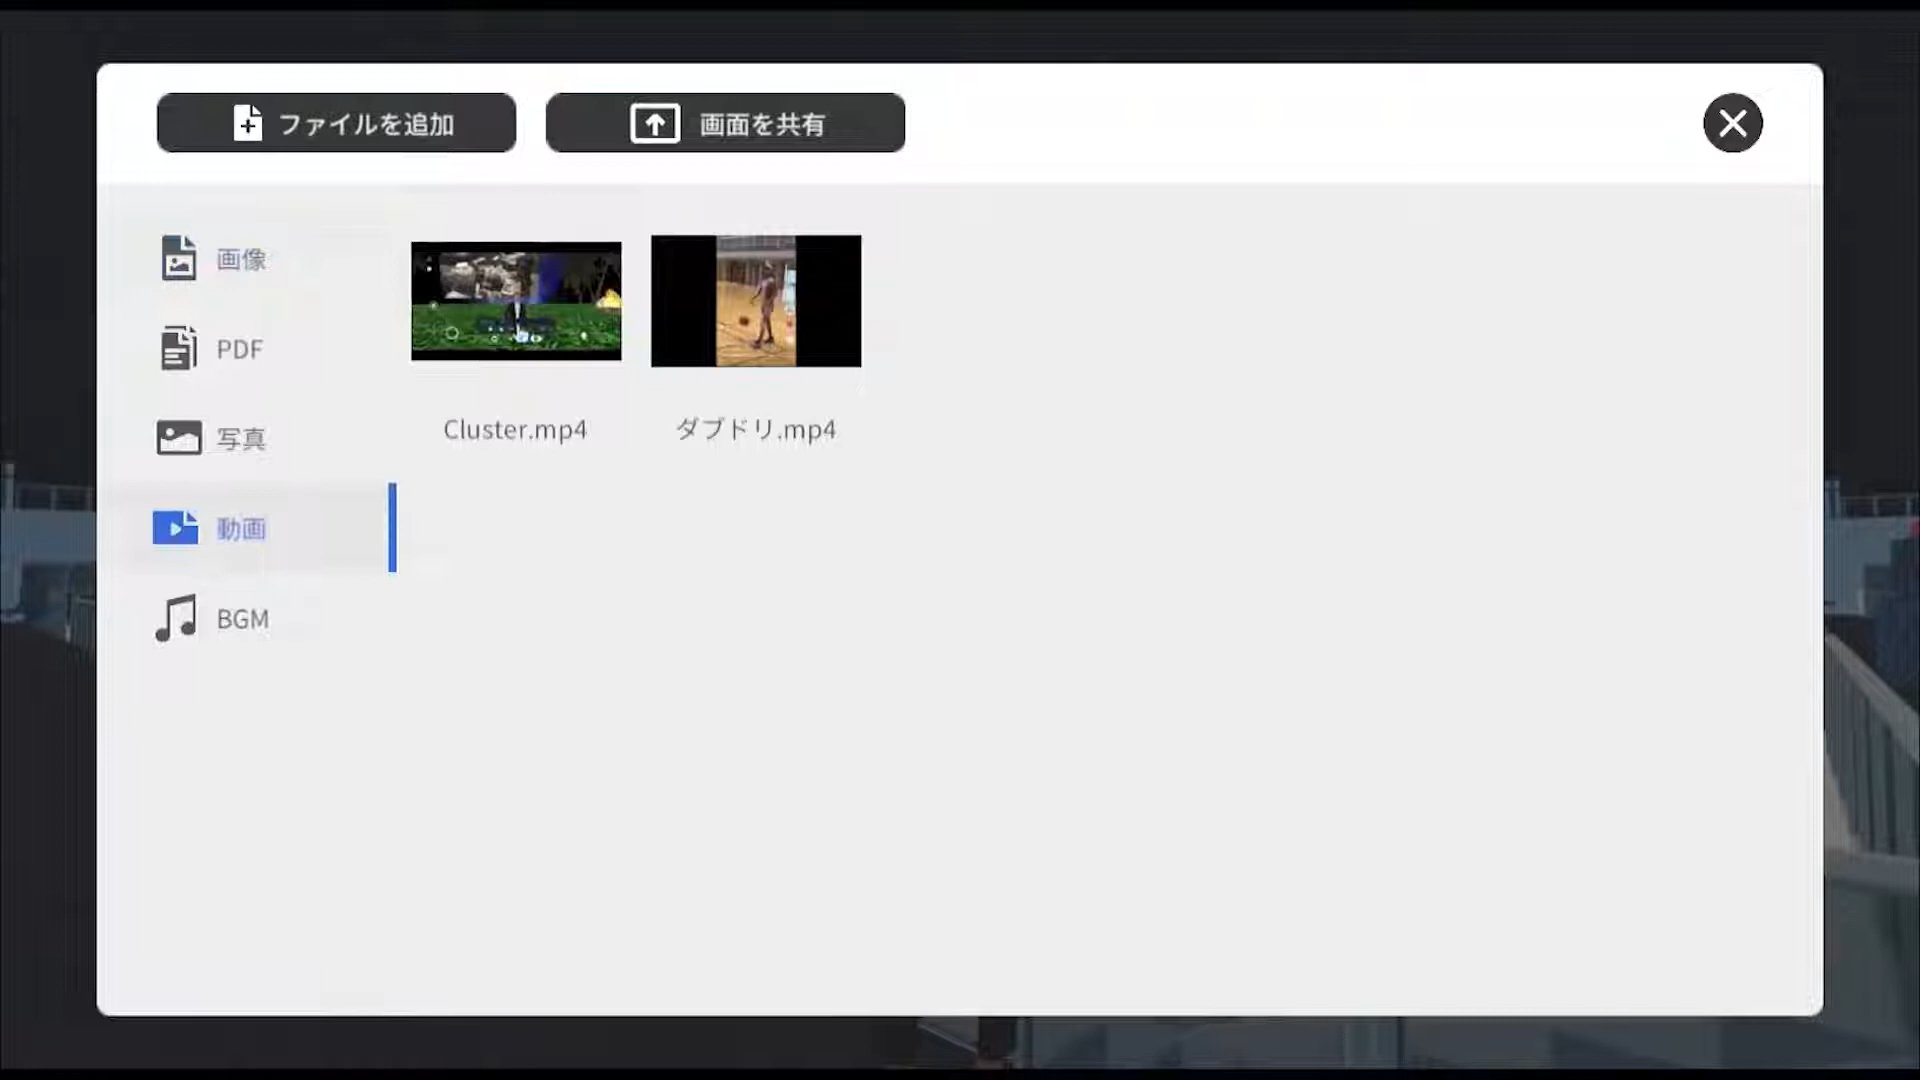 ファイルを追加
画面を共有
画像
PDF
写真
動画
BGM
Cluster.mp4
ダブドリ.mp4